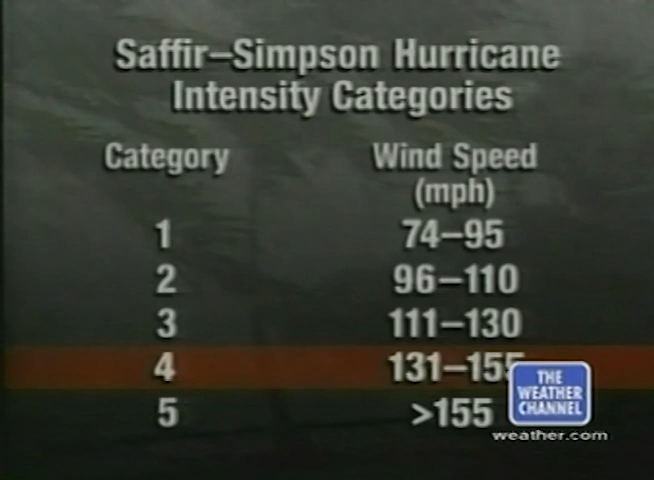 Saffir–Simpson Hurricane
Intensity Categories
Category Wind Speed
(mph)
1 74–95
2 96–110
3 111–130
4 131–155
5 >155
THE
WEATHER
CHANNEL
weather.com